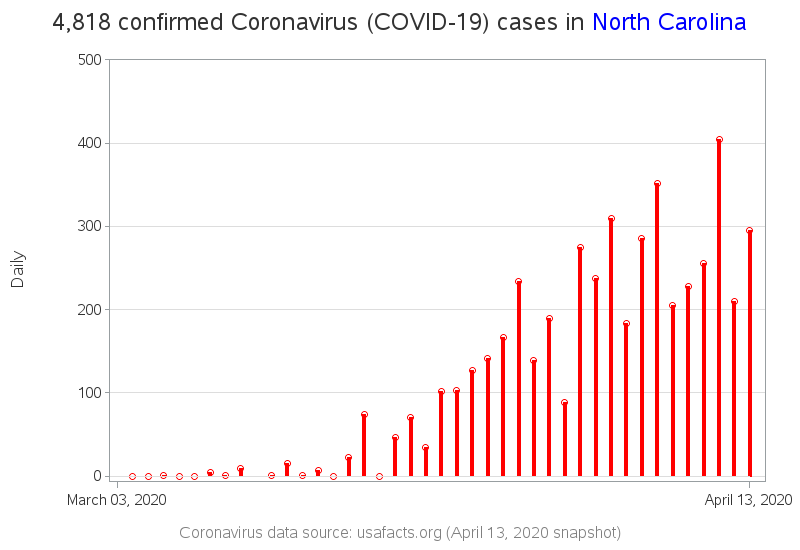 4,818 confirmed Coronavirus (COVID-19) cases in North Carolina
500
400
300
200
100
0
Daily
March 03, 2020
April 13, 2020
Coronavirus data source: usafacts.org (April 13, 2020 snapshot)